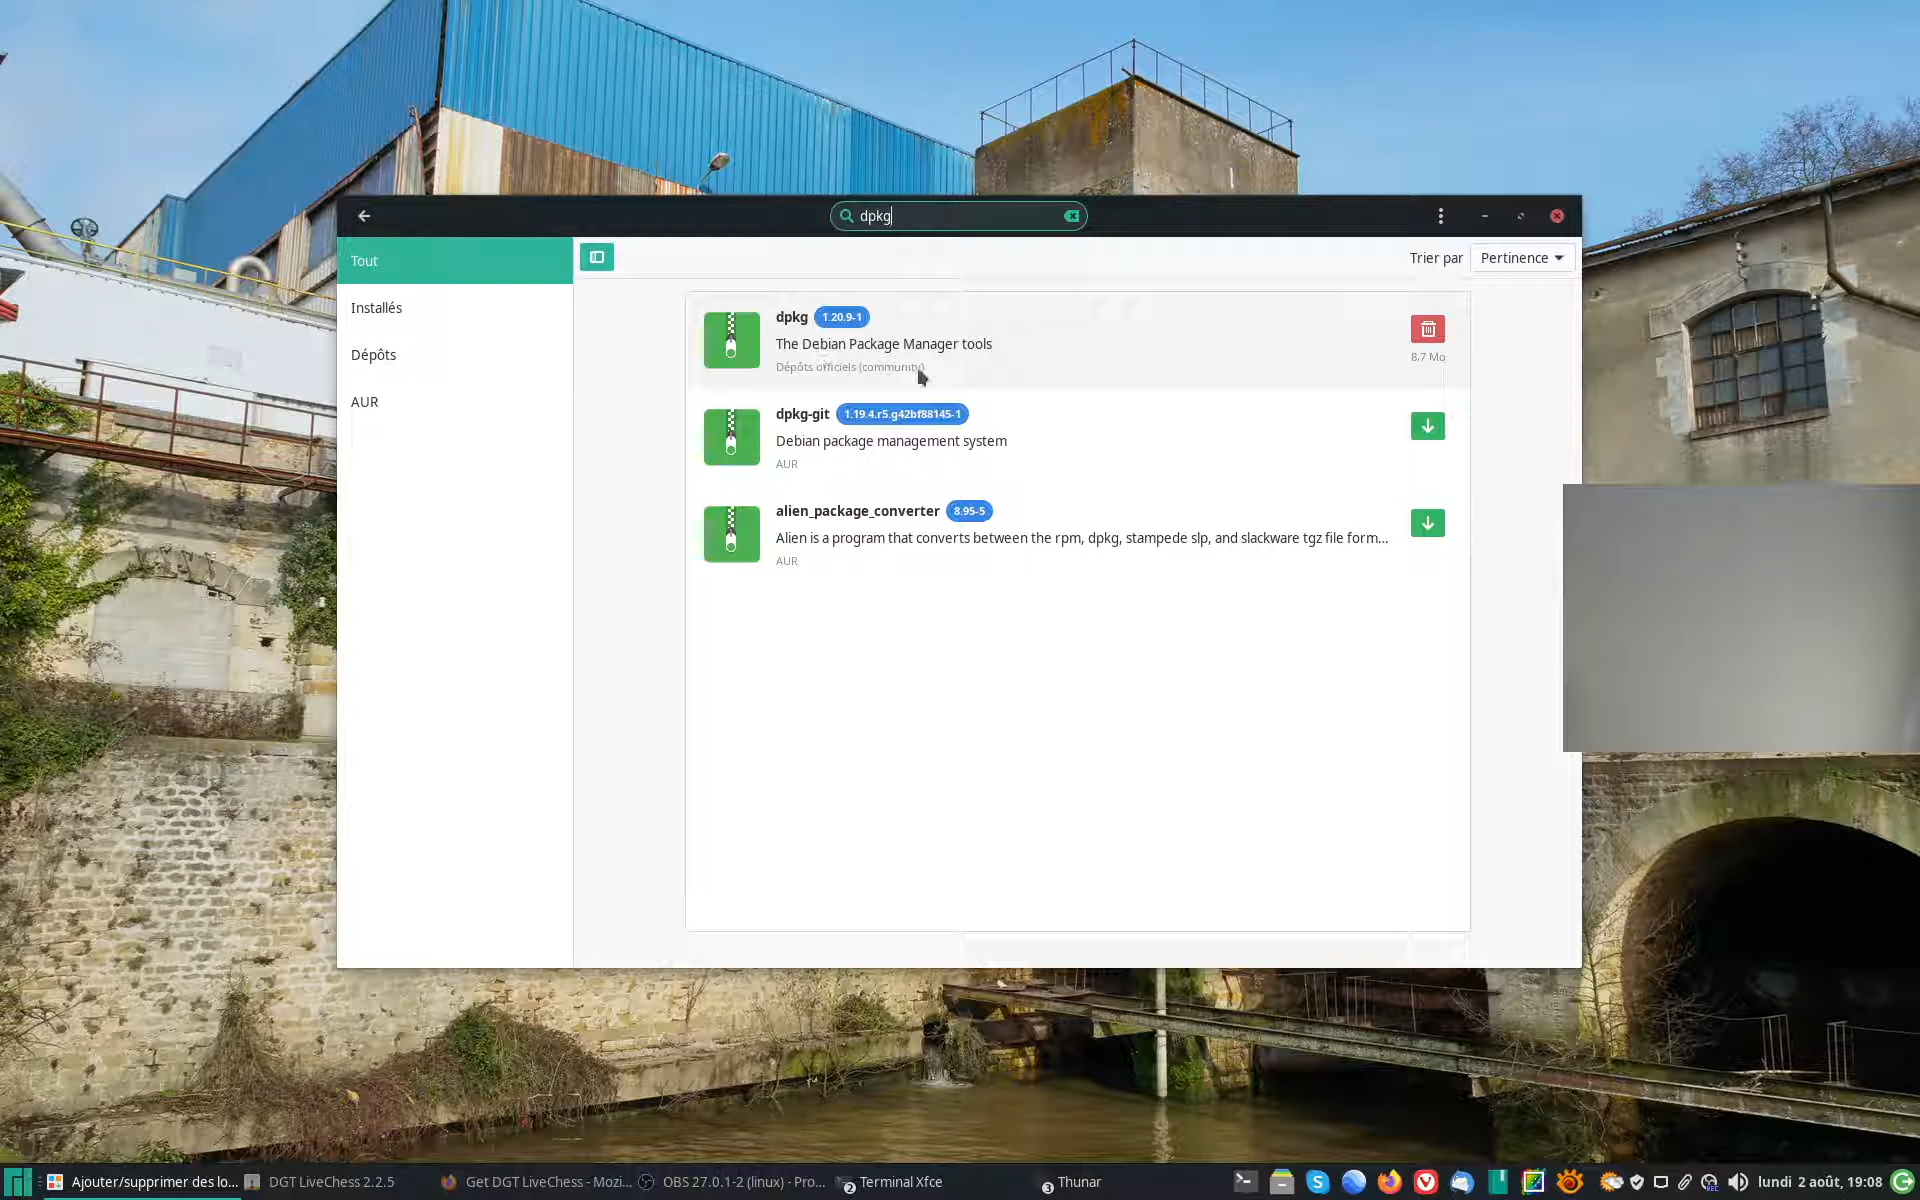 dpkg
Tout
Installés
Dépôts
AUR
Trier par Pertinence
dpkg 1.20.9-1
The Debian Package Manager tools
Dépôts officiels (community)
8,7 Mo
dpkg-git 1.19.4.r5.g42bf88145-1
Debian package management system
AUR
alien_package_converter 8.95-5
Alien is a program that converts between the rpm, dpkg, stampede slp, and slackware tgz file form...
AUR
Ajouter/supprimer des lo... DGT LiveChess 2.2.5 Get DGT LiveChess - Mozi... OBS 27.0.1-2 (linux) - Pro... 2 Terminal Xfce 3 Thunar lundi 2 août, 19:08